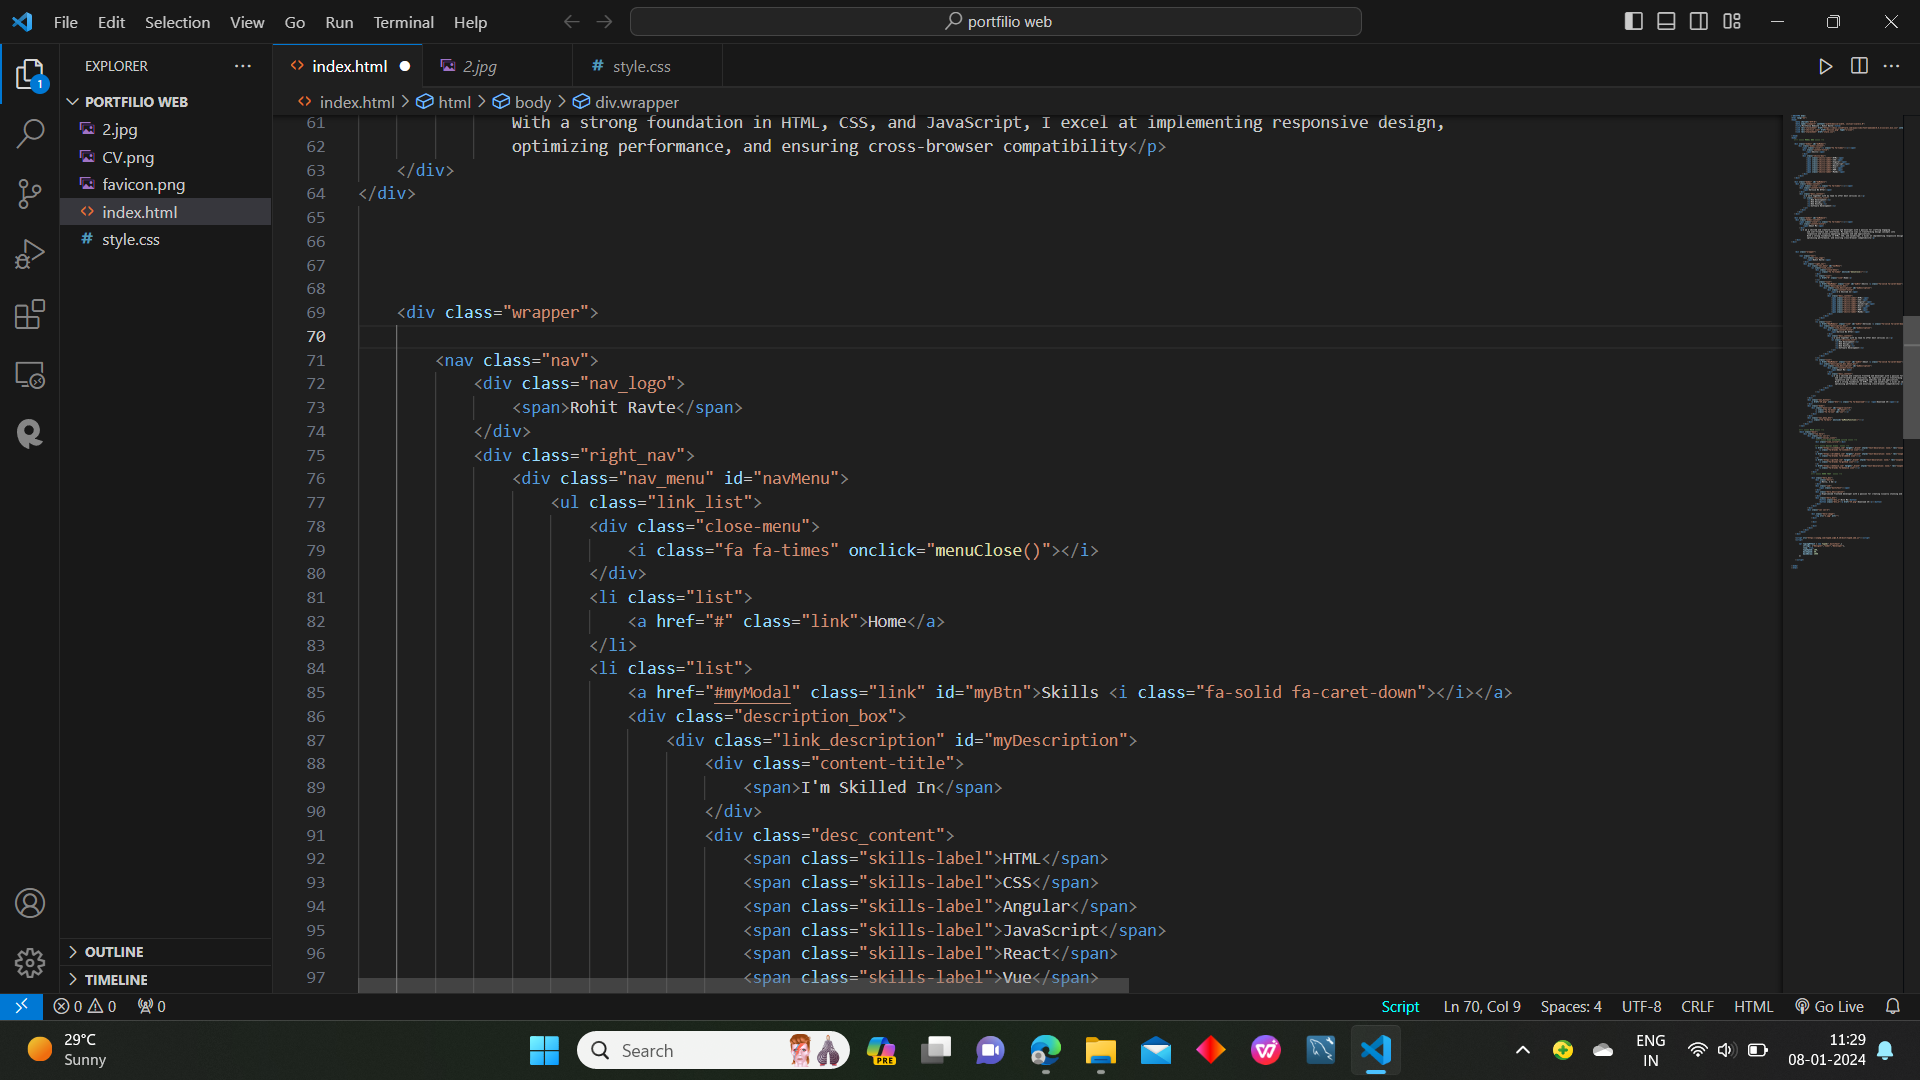 File Edit Selection View Go Run Terminal Help
portfilio web
EXPLORER
index.html
2.jpg
# style.css
PORTFILIO WEB
2.jpg
CV.png
favicon.png
index.html
# style.css
OUTLINE
TIMELINE
index.html > html > body > div.wrapper
61 With a strong foundation in HTML, CSS, and JavaScript, I excel at implementing responsive design,
62 optimizing performance, and ensuring cross-browser compatibility</p>
63 </div>
64 </div>
65
66
67
68
69 <div class="wrapper">
70
71 <nav class="nav">
72 <div class="nav_logo">
73 <span>Rohit Ravte</span>
74 </div>
75 <div class="right_nav">
76 <div class="nav_menu" id="navMenu">
77 <ul class="link_list">
78 <div class="close-menu">
79 <i class="fa fa-times" onclick="menuClose()"></i>
80 </div>
81 <li class="list">
82 <a href="#" class="link">Home</a>
83 </li>
84 <li class="list">
85 <a href="#myModal" class="link" id="myBtn">Skills <i class="fa-solid fa-caret-down"></i></a>
86 <div class="description_box">
87 <div class="link_description" id="myDescription">
88 <div class="content-title">
89 <span>I'm Skilled In</span>
90 </div>
91 <div class="desc_content">
92 <span class="skills-label">HTML</span>
93 <span class="skills-label">CSS</span>
94 <span class="skills-label">Angular</span>
95 <span class="skills-label">JavaScript</span>
96 <span class="skills-label">React</span>
97 <span class="skills-label">Vue</span>
1
0 0 0
Script Ln 70, Col 9 Spaces: 4 UTF-8 CRLF HTML Go Live
29°C
Sunny
Search
PRE
ENG
IN
11:29
08-01-2024